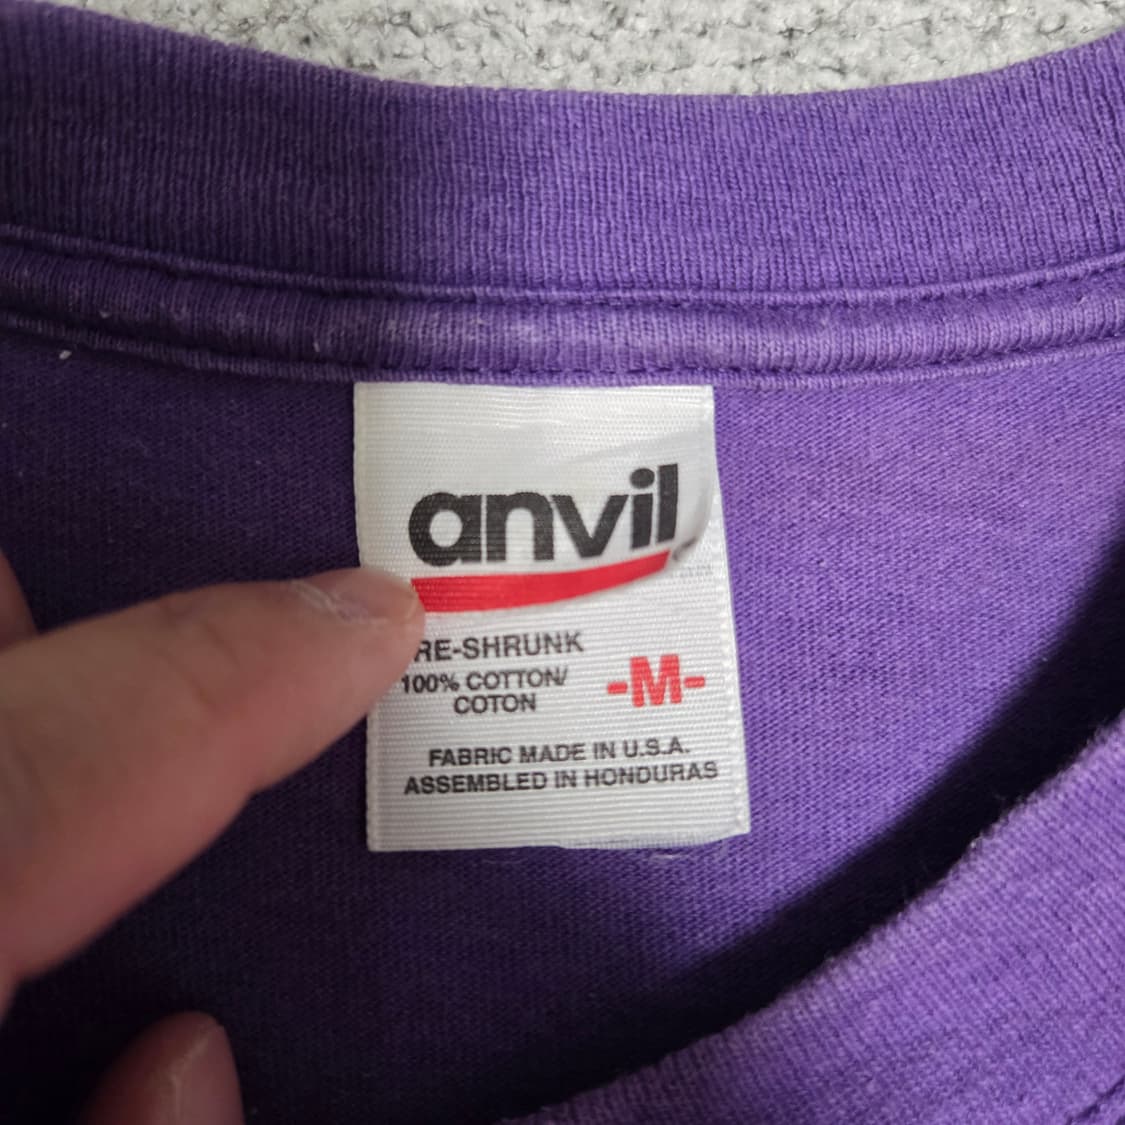 anvil
RE-SHRUNK
100% COTTON/
COTON
-M-
FABRIC MADE IN U.S.A.
ASSEMBLED IN HONDURAS